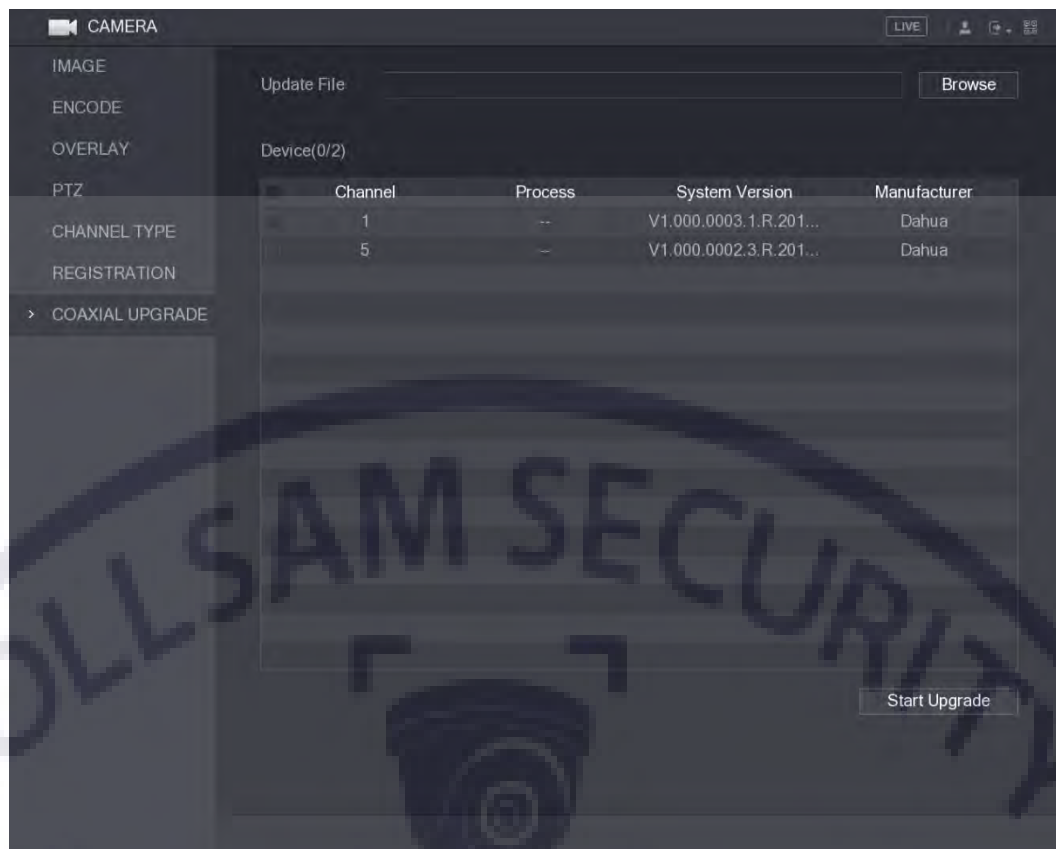 CAMERA
LIVE
IMAGE
ENCODE
OVERLAY
PTZ
CHANNEL TYPE
REGISTRATION
> COAXIAL UPGRADE
Update File
Browse
Device(0/2)
Channel Process System Version Manufacturer
1 -- V1.000.0003.1.R.201... Dahua
5 -- V1.000.0002.3.R.201... Dahua
Start Upgrade
OLLSAM SECURITY